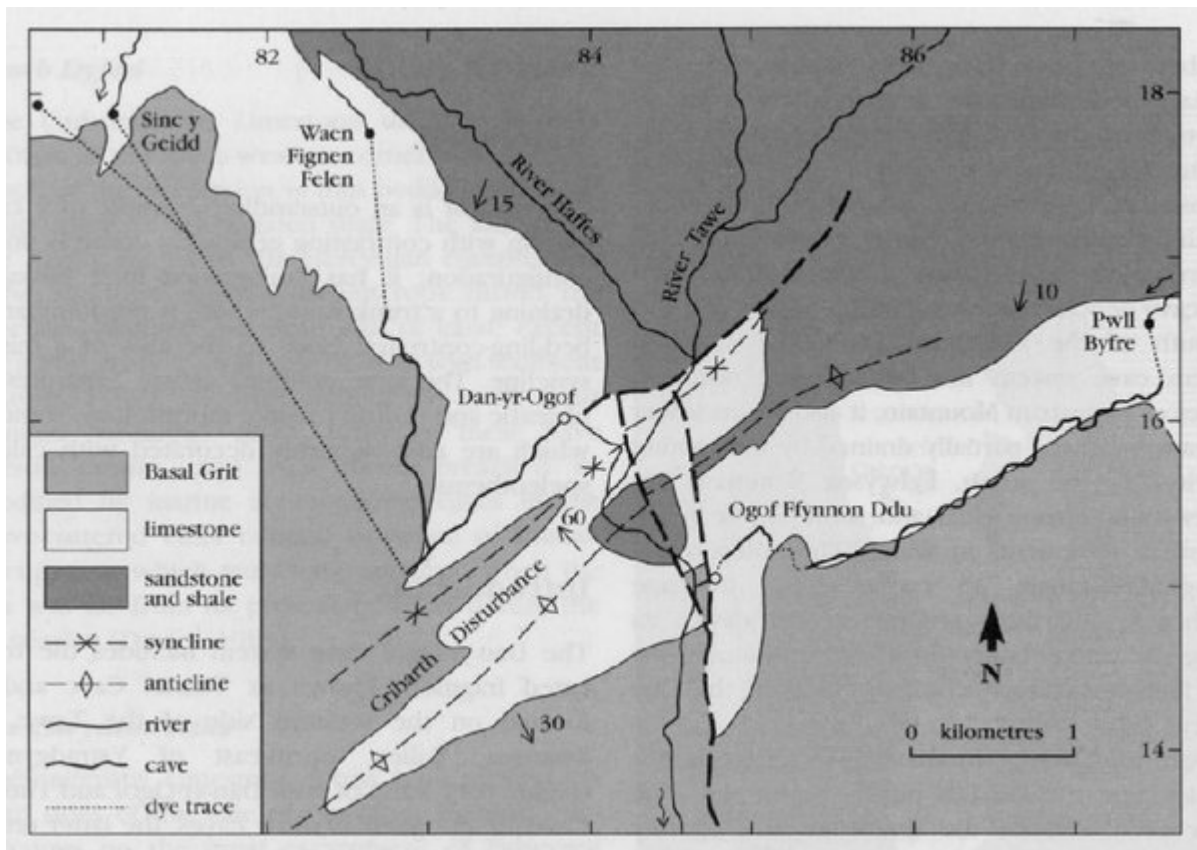 82
84
86
18
Sinc y
Geidd
Waen
Fignen
Felen
River Haffes
15
River Tawe
10
Pwll
Byfre
Dan-yr-Ogof
16
Basal Grit
limestone
sandstone
and shale
syncline
anticline
river
cave
dye trace
Ogof Ffynnon Ddu
60
Cribarth Disturbance
30
N
0 kilometres 1
14